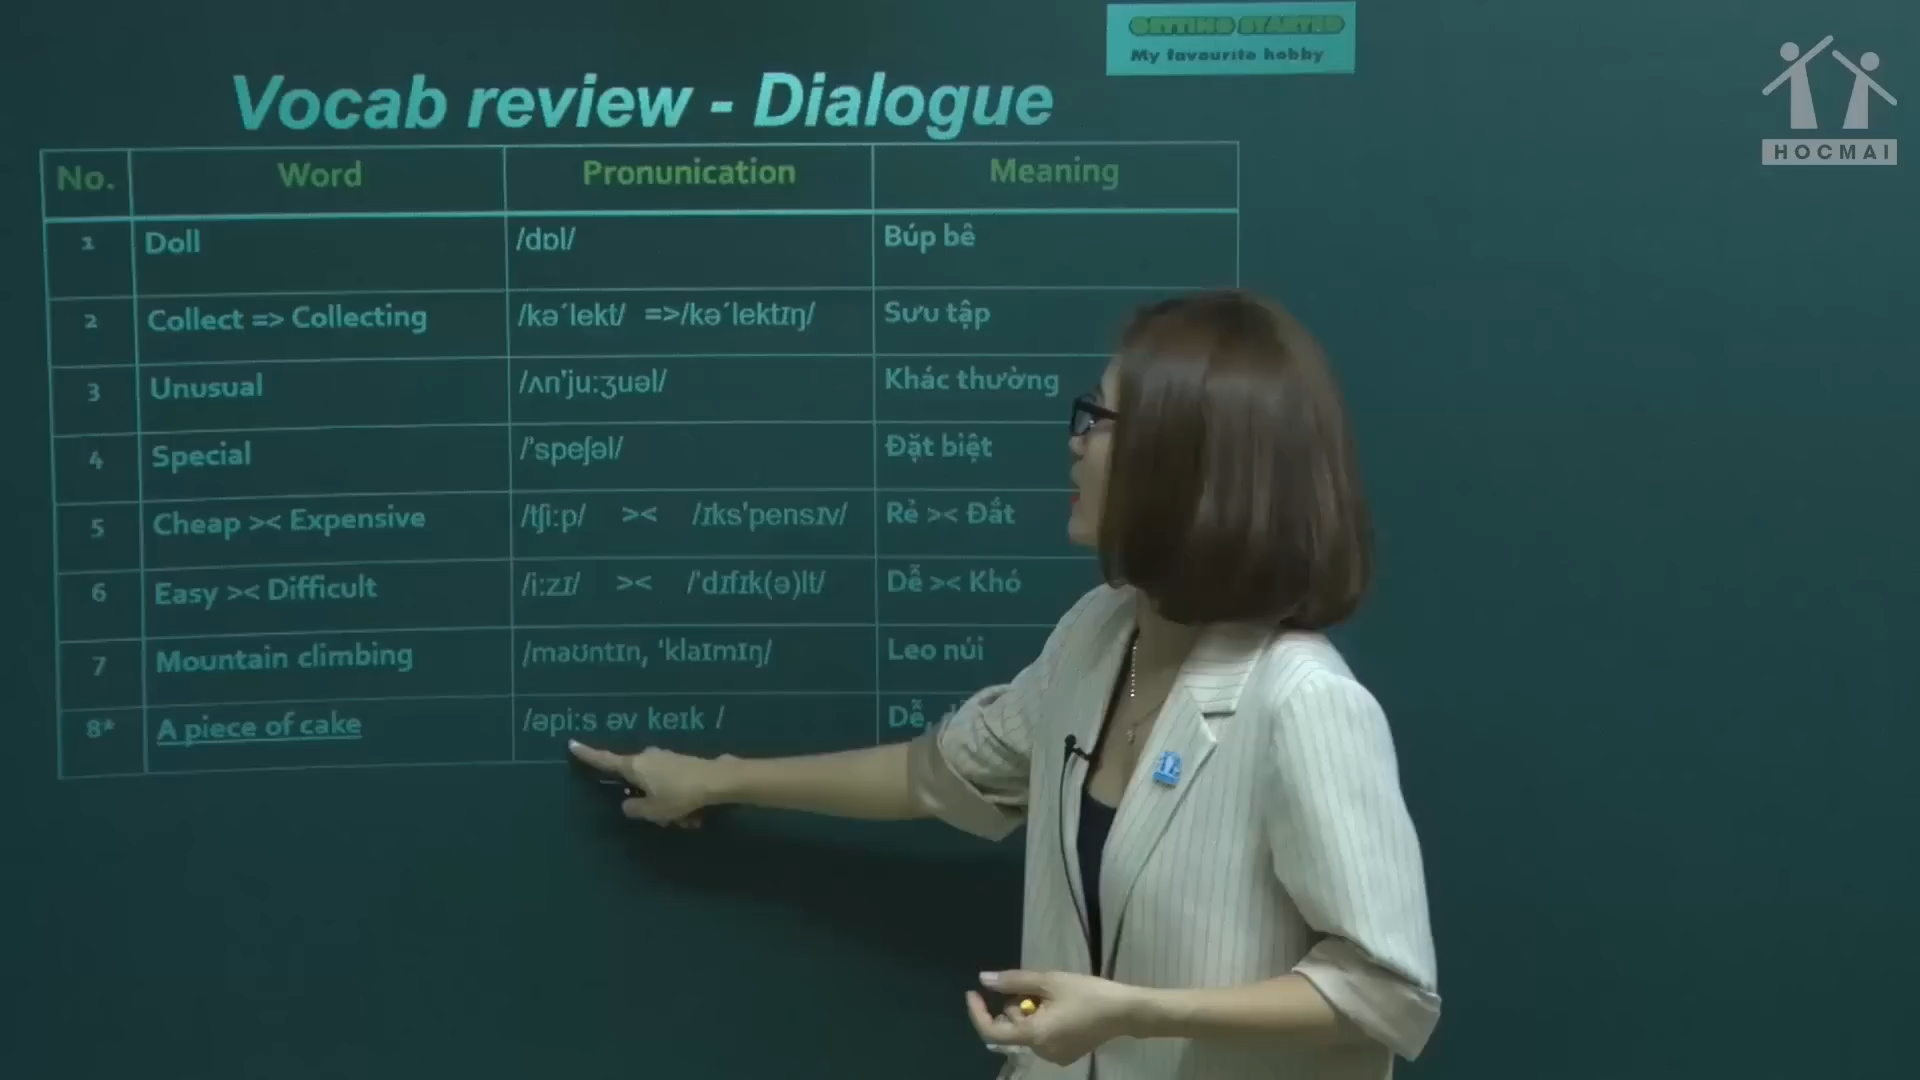 GETTING STARTED
My favourite hobby
HOCMAI
Vocab review - Dialogue
No. Word Pronunication Meaning
1 Doll /dɒl/ Búp bê
2 Collect => Collecting /kə´lekt/ =>/kə´lektɪŋ/ Sưu tập
3 Unusual /ʌn'ju:ʒuəl/ Khác thường
4 Special /'speʃəl/ Đặt biệt
5 Cheap >< Expensive /tʃi:p/ >< /ɪks'pensɪv/ Rẻ >< Đắt
6 Easy >< Difficult /i:zɪ/ >< /'dɪfɪk(ə)lt/ Dễ >< Khó
7 Mountain climbing /maʊntɪn, 'klaɪmɪŋ/ Leo núi
8* A piece of cake /əpi:s əv keɪk / Dễ,